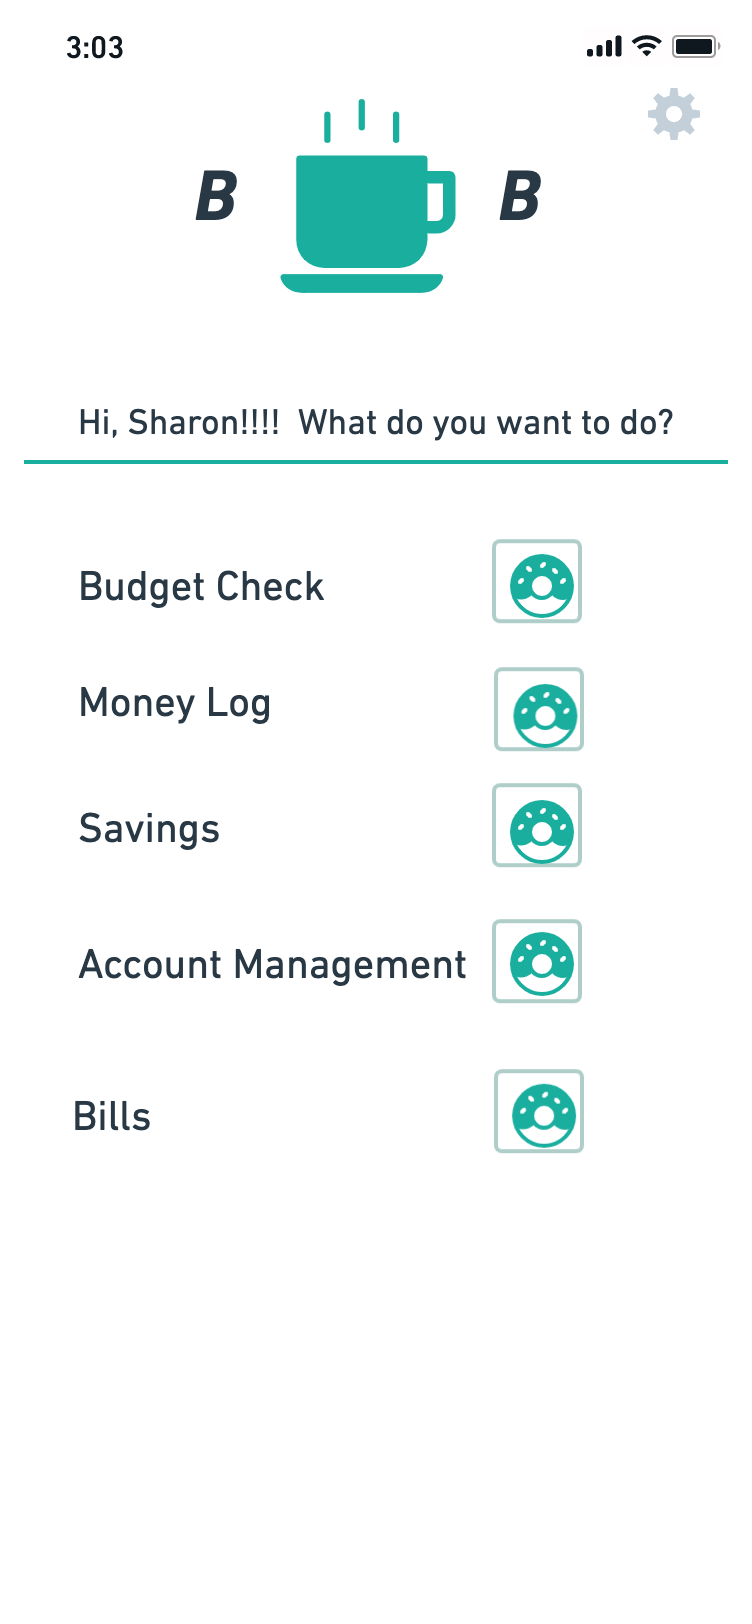 3:03
B B
Hi, Sharon!!!! What do you want to do?
Budget Check
Money Log
Savings
Account Management
Bills